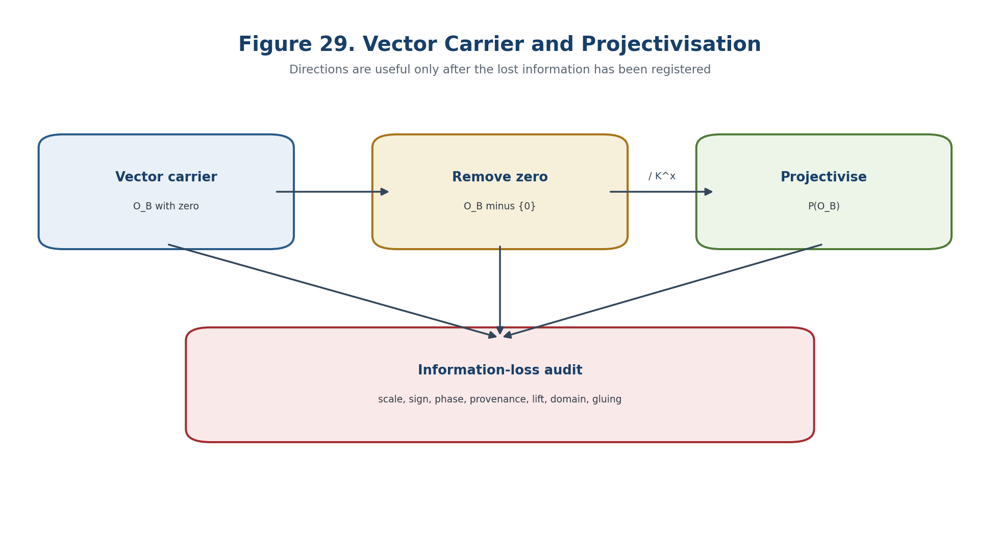 Figure 29. Vector Carrier and Projectivisation
Directions are useful only after the lost information has been registered
Vector carrier
O_B with zero
Remove zero
O_B minus {0}
/ K^x
Projectivise
P(O_B)
Information-loss audit
scale, sign, phase, provenance, lift, domain, gluing